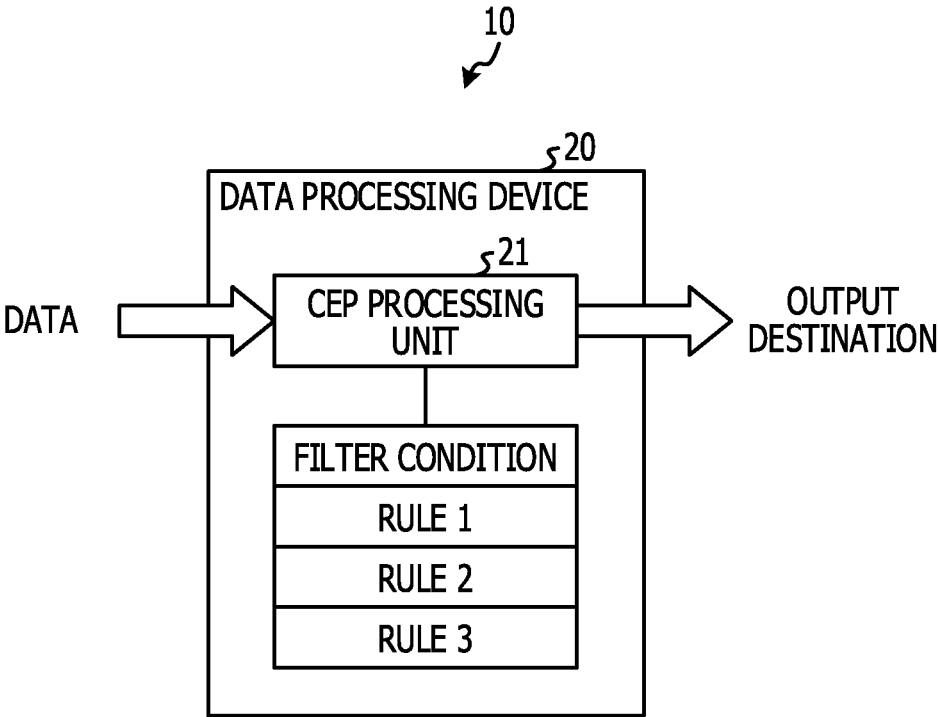 10
20
DATA PROCESSING DEVICE
21
CEP PROCESSING
UNIT
DATA
OUTPUT
DESTINATION
FILTER CONDITION
RULE 1
RULE 2
RULE 3